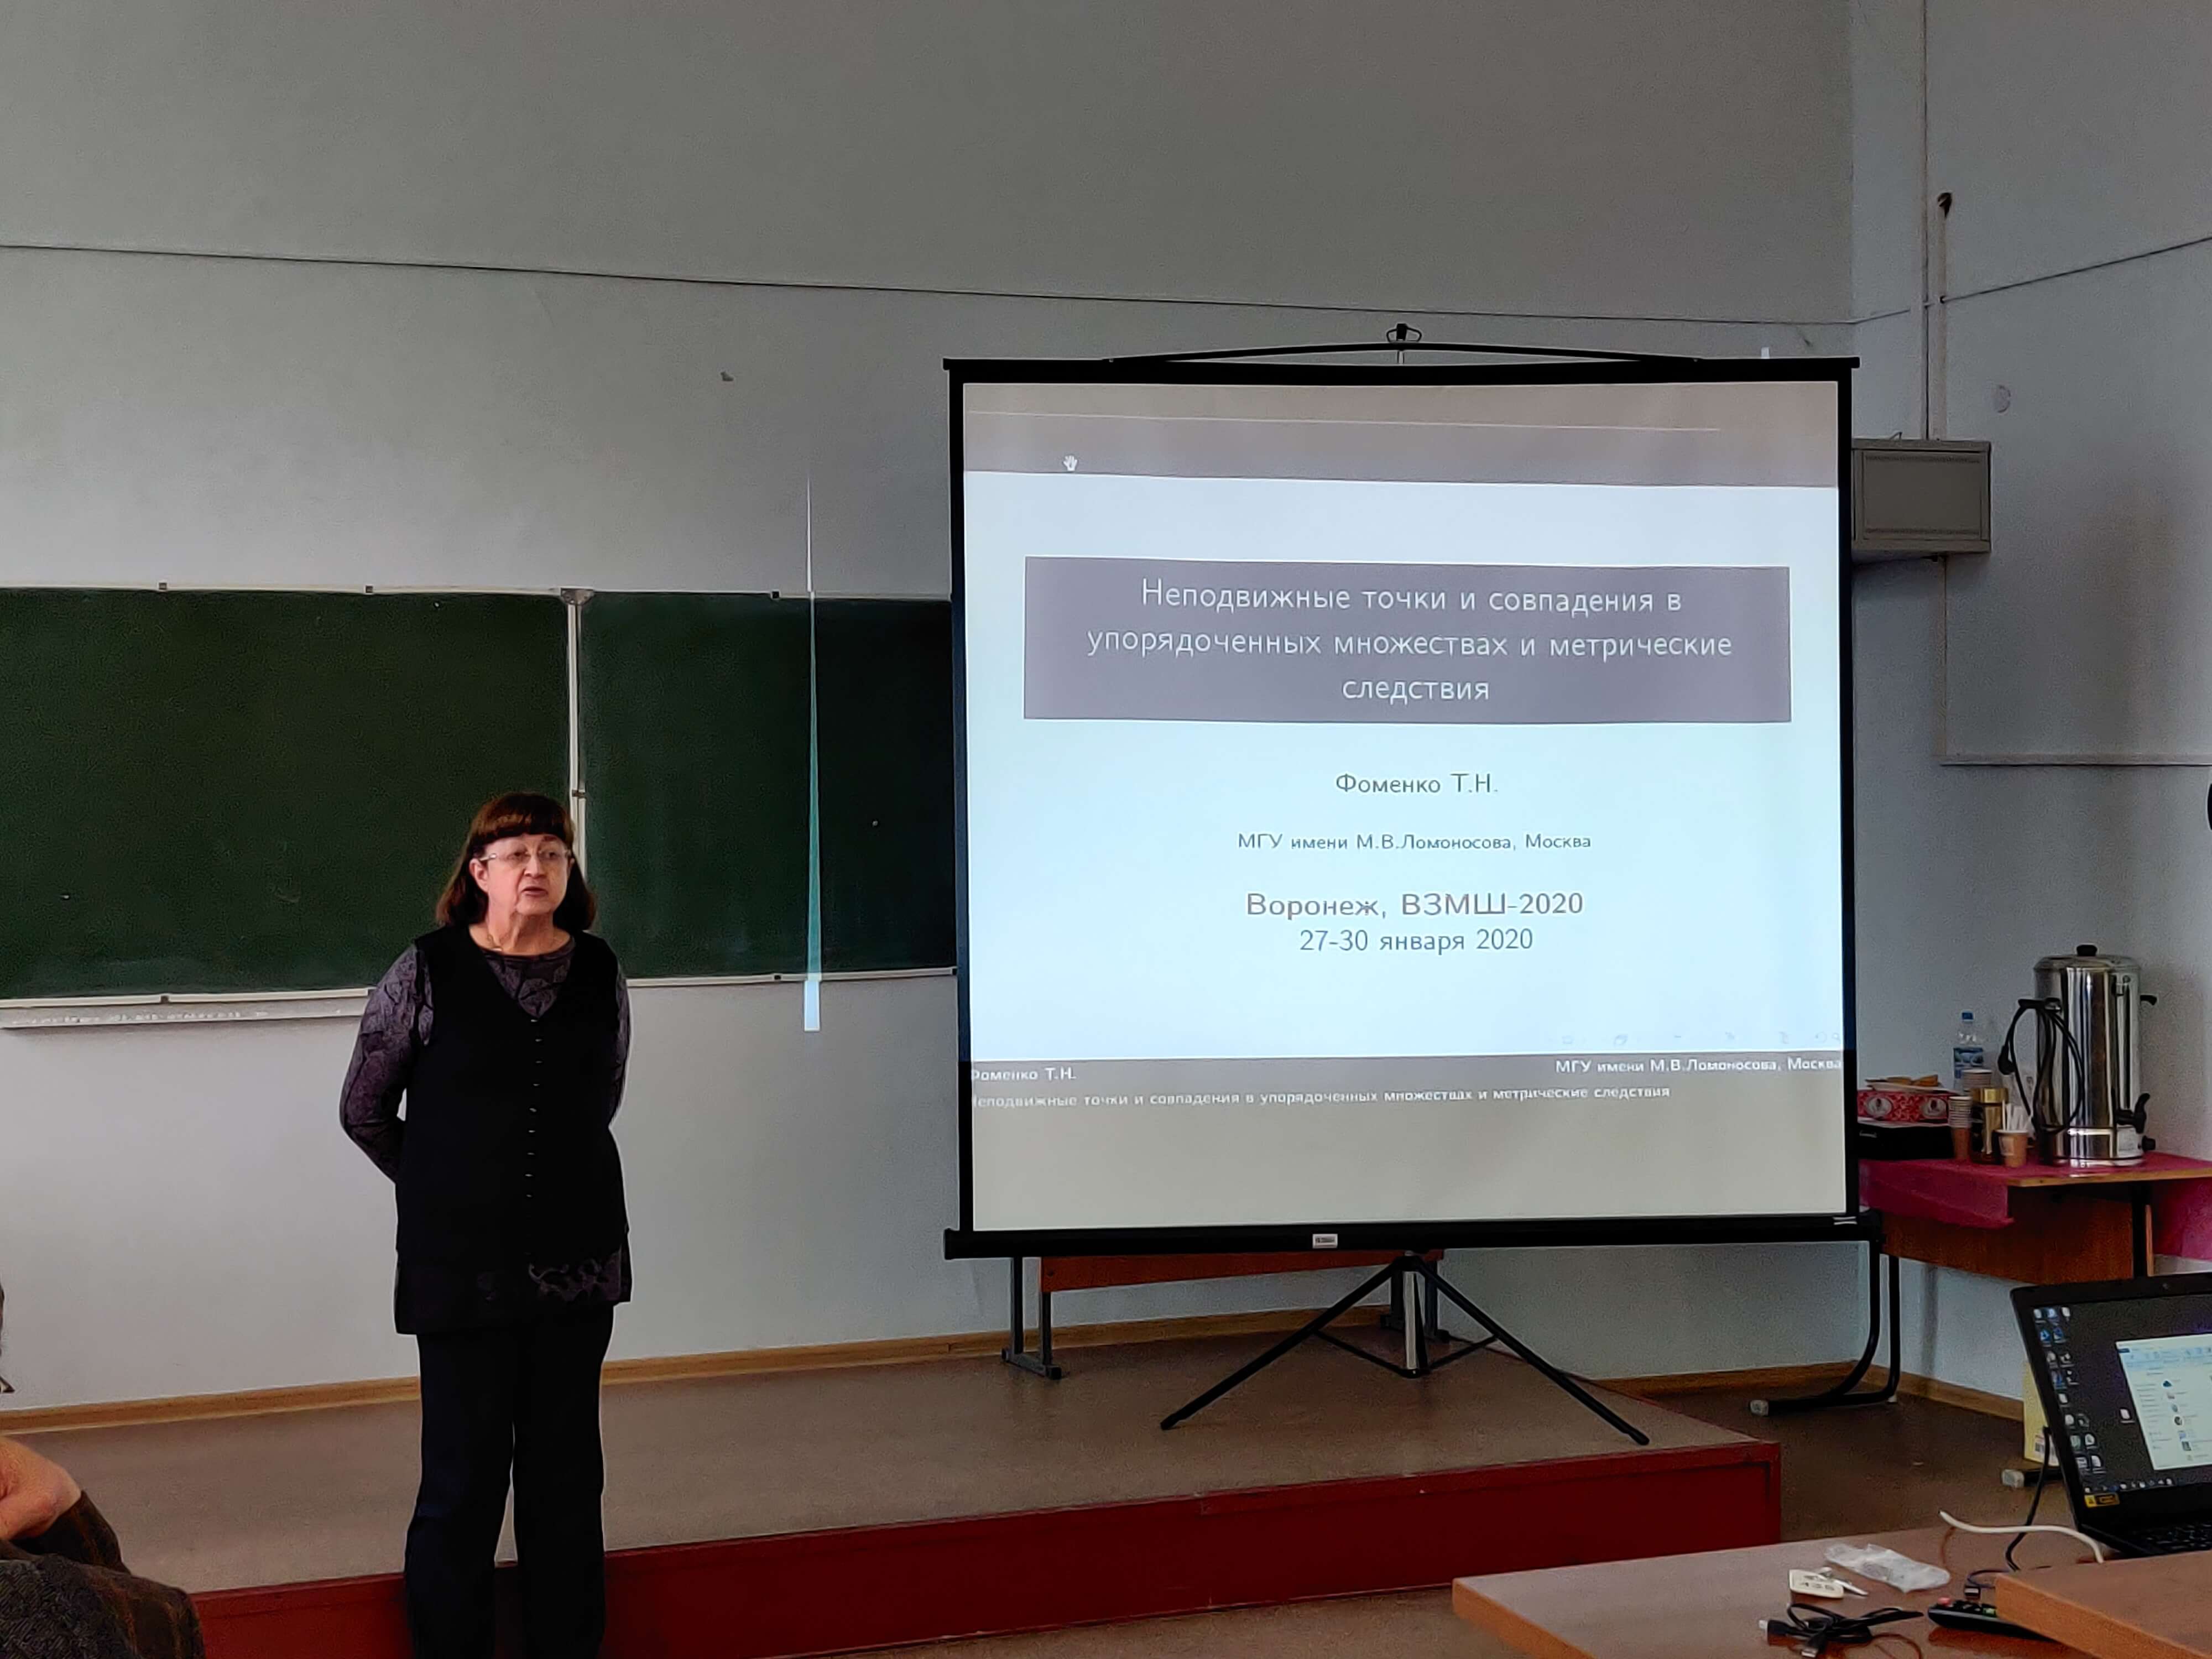 Неподвижные точки и совпадения в
упорядоченных множествах и метрические
следствия
Фоменко Т.Н.
МГУ имени М.В.Ломоносова, Москва
Воронеж, ВЗМШ-2020
27-30 января 2020
Фоменко Т.Н.
МГУ имени М.В.Ломоносова, Москва
Неподвижные точки и совпадения в упорядоченных множествах и метрические следствия